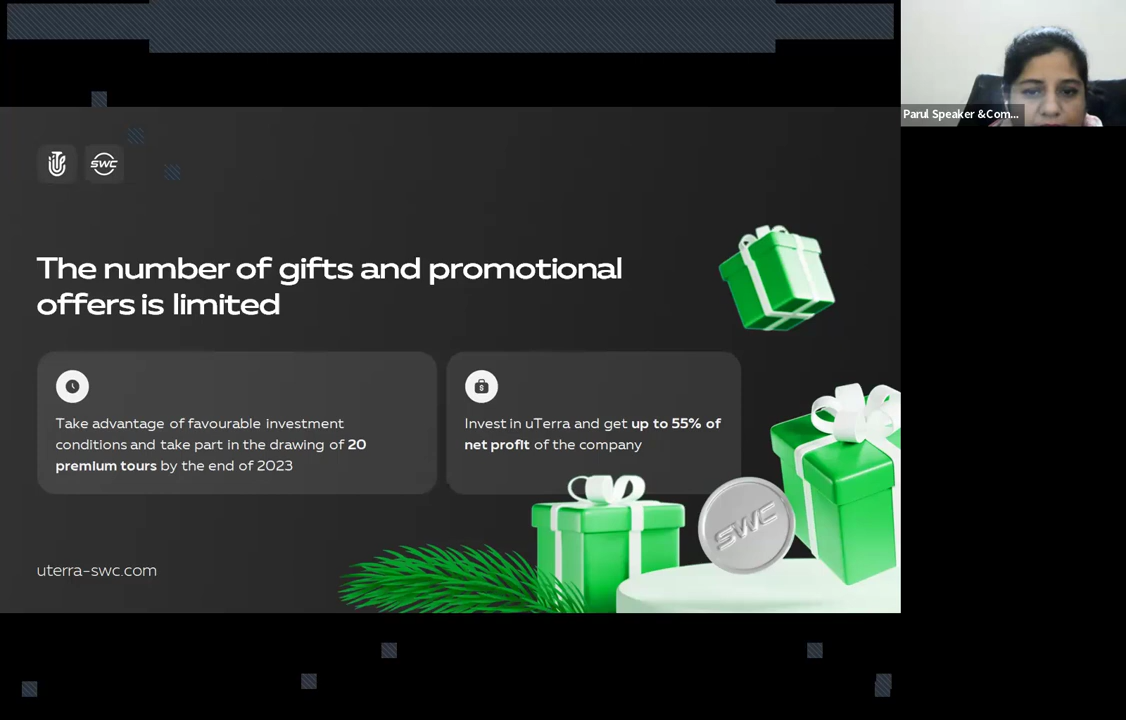 Parul Speaker &Com...
SWC
The number of gifts and promotional
offers is limited
Take advantage of favourable investment
conditions and take part in the drawing of 20
premium tours by the end of 2023
$
Invest in uTerra and get up to 55% of
net profit of the company
SWC
uterra-swc.com